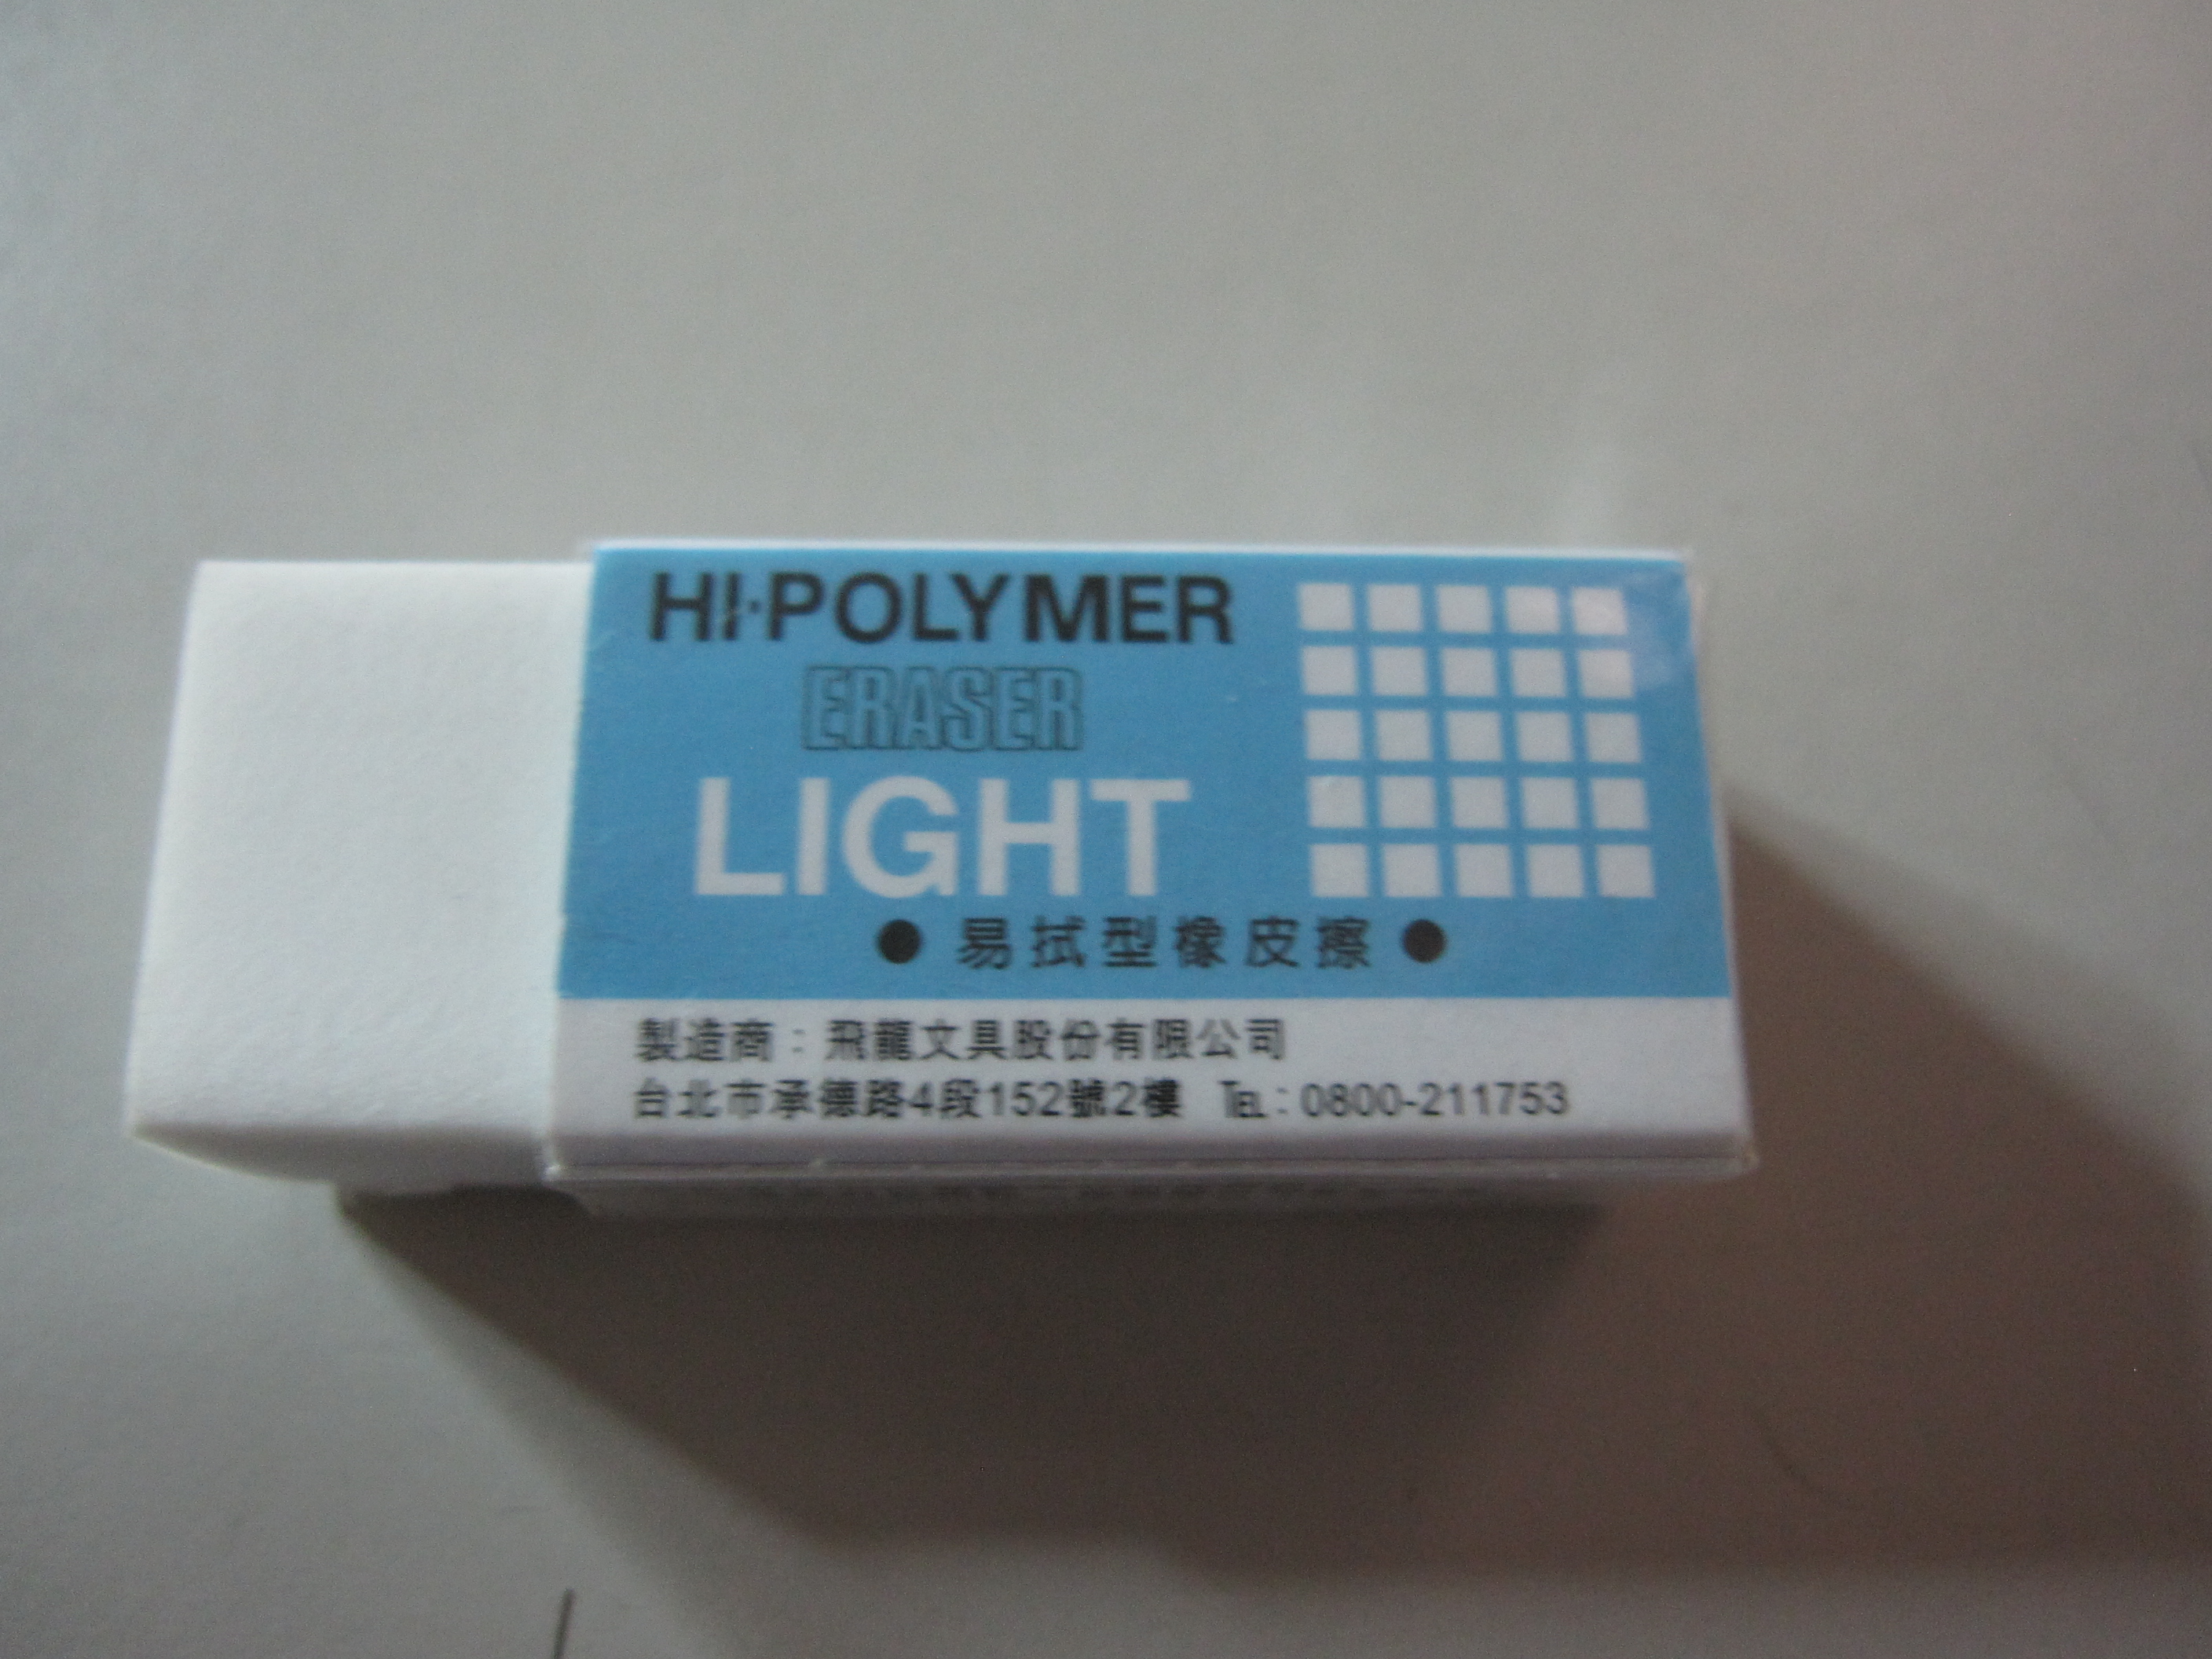 HI-POLYMER
ERASER
LIGHT
● 易拭型橡皮擦 ●
製造商：飛龍文具股份有限公司
台北市承德路4段152號2樓 TEL：0800-211753